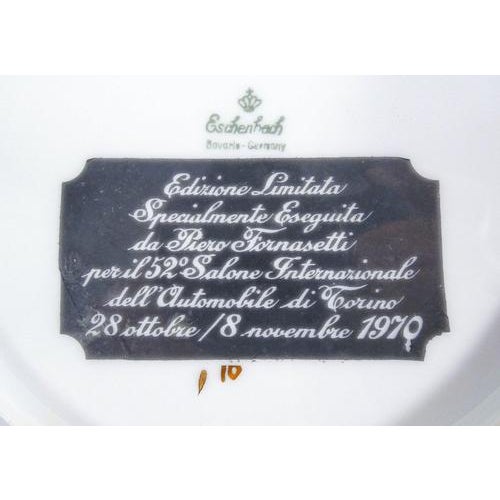 Eschenbach
Bavaria-Germany
Edizione Limitata
Specialmente Eseguita
da Piero Fornasetti
per il 52º Salone Internazionale
dell'Automobile di Torino
28 ottobre / 8 novembre 1970